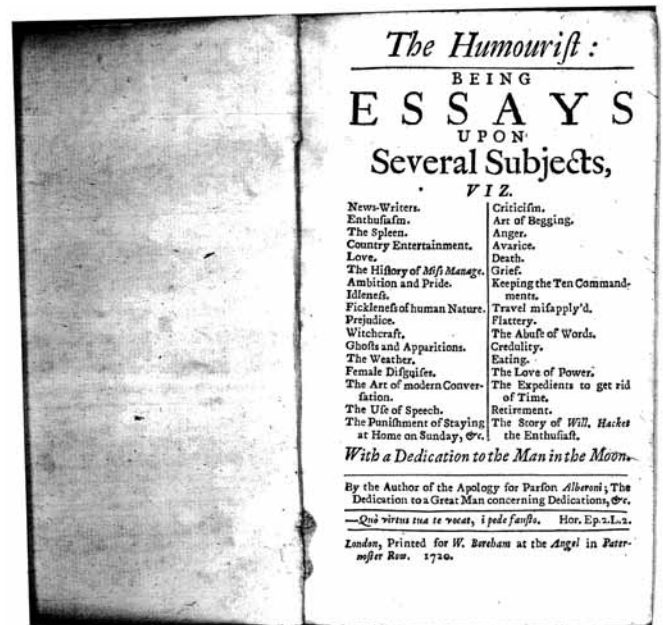 The Humouriſt:
BEING
ESSAYS
UPON
Several Subjects,
VIZ.
News-Writers.
Enthuſiaſm.
The Spleen.
Country Entertainment.
Love.
The Hiſtory of Miſs Manage.
Ambition and Pride.
Idleneſs.
Fickleneſs of human Nature.
Prejudice.
Witchcraft.
Ghoſts and Apparitions.
The Weather.
Female Diſguiſes.
The Art of modern Conver-
ſation.
The Uſe of Speech.
The Puniſhment of Staying
at Home on Sunday, &c.
Criticiſm.
Art of Begging.
Anger.
Avarice.
Death.
Grief.
Keeping the Ten Command-
ments.
Travel miſapply'd.
Flattery.
The Abuſe of Words.
Credulity.
Eating.
The Love of Power.
The Expedients to get rid
of Time.
Retirement.
The Story of Will. Hacket
the Enthuſiaſt.
With a Dedication to the Man in the Moon.
By the Author of the Apology for Parſon Alberoni; The
Dedication to a Great Man concerning Dedications, &c.
—Quò virtus tua te vocat, i pede fauſto. Hor. Ep. 2. L. 2.
London, Printed for W. Boreham at the Angel in Pater-
noſter Row. 1720.